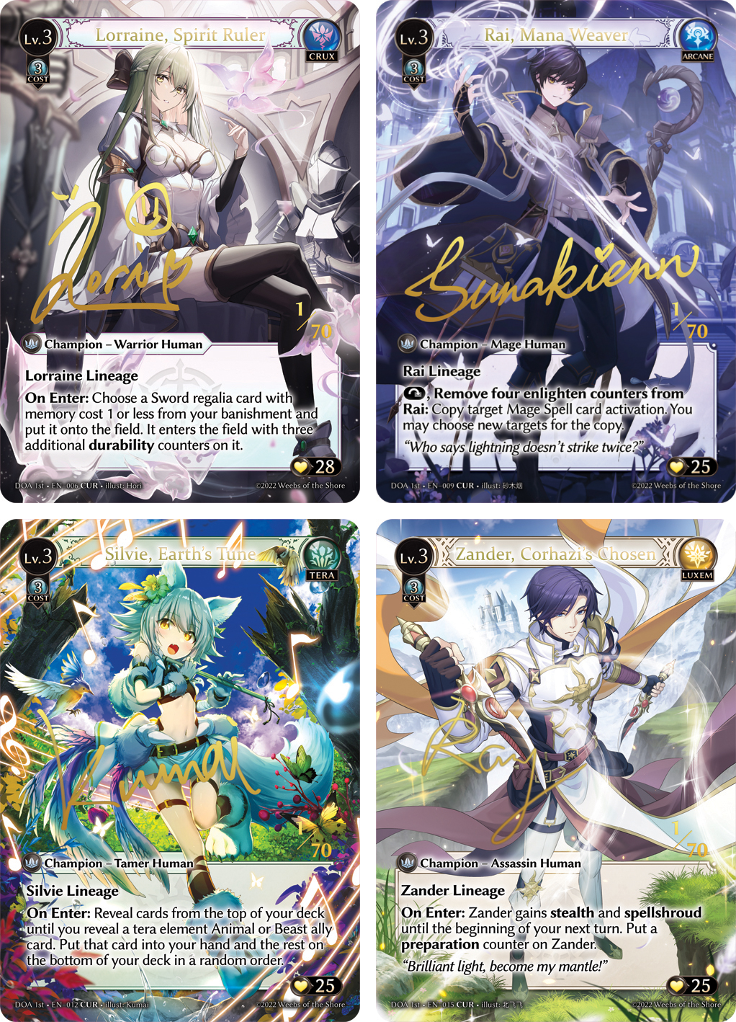 Lv.3
Lorraine, Spirit Ruler
CRUX
3
COST
1/70
Champion – Warrior Human
Lorraine Lineage
On Enter: Choose a Sword regalia card with
memory cost 1 or less from your banishment and
put it onto the field. It enters the field with three
additional durability counters on it.
28
DOA 1st • EN-006 CUR • illust: Hori
©2022 Weebs of the Shore
Lv.3
Rai, Mana Weaver
ARCANE
3
COST
Sunakienn
1/70
Champion – Mage Human
Rai Lineage
, Remove four enlighten counters from
Rai: Copy target Mage Spell card activation. You
may choose new targets for the copy.
“Who says lightning doesn’t strike twice?”
25
DOA 1st • EN-009 CUR • illust:
©2022 Weebs of the Shore
Lv.3
Silvie, Earth's Tune
TERA
3
COST
Kumai
1/70
Champion – Tamer Human
Silvie Lineage
On Enter: Reveal cards from the top of your deck
until you reveal a tera element Animal or Beast ally
card. Put that card into your hand and the rest on
the bottom of your deck in a random order.
25
DOA 1st • EN-012 CUR • illust: Kumai
©2022 Weebs of the Shore
Lv.3
Zander, Corhazi's Chosen
LUXEM
3
COST
Ray
1/70
Champion – Assassin Human
Zander Lineage
On Enter: Zander gains stealth and spellshroud
until the beginning of your next turn. Put a
preparation counter on Zander.
“Brilliant light, become my mantle!”
25
DOA 1st • EN-015 CUR • illust:
©2022 Weebs of the Shore